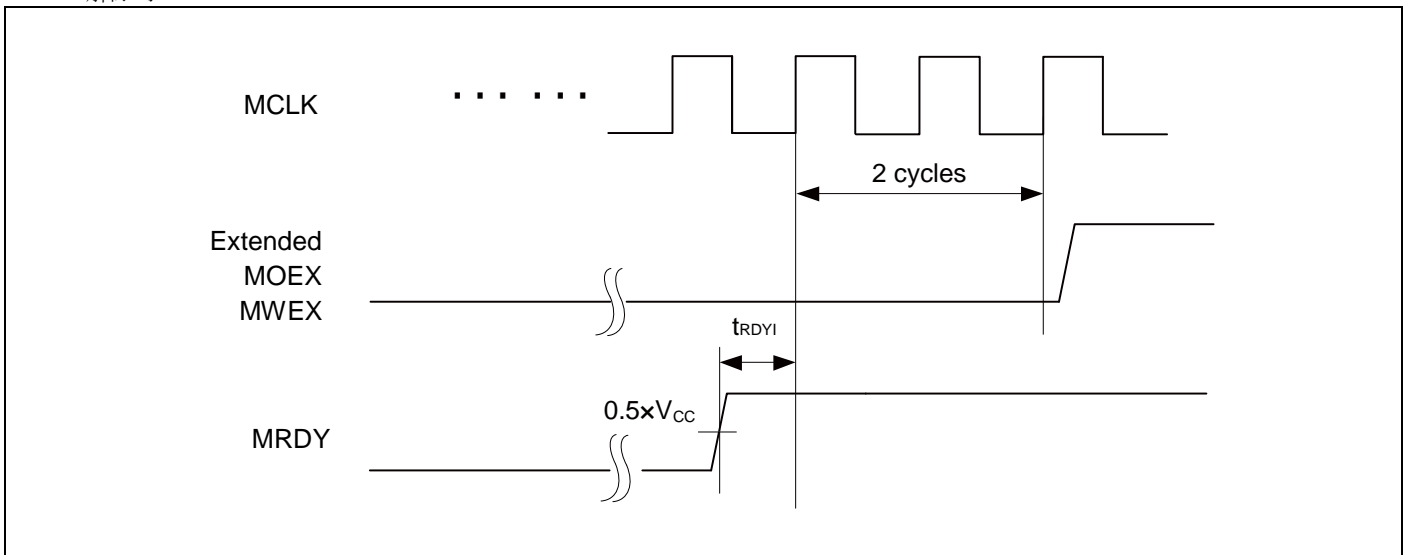 MCLK
... ...
2 cycles
Extended
MOEX
MWEX
tRDYI
0.5×VCC
MRDY